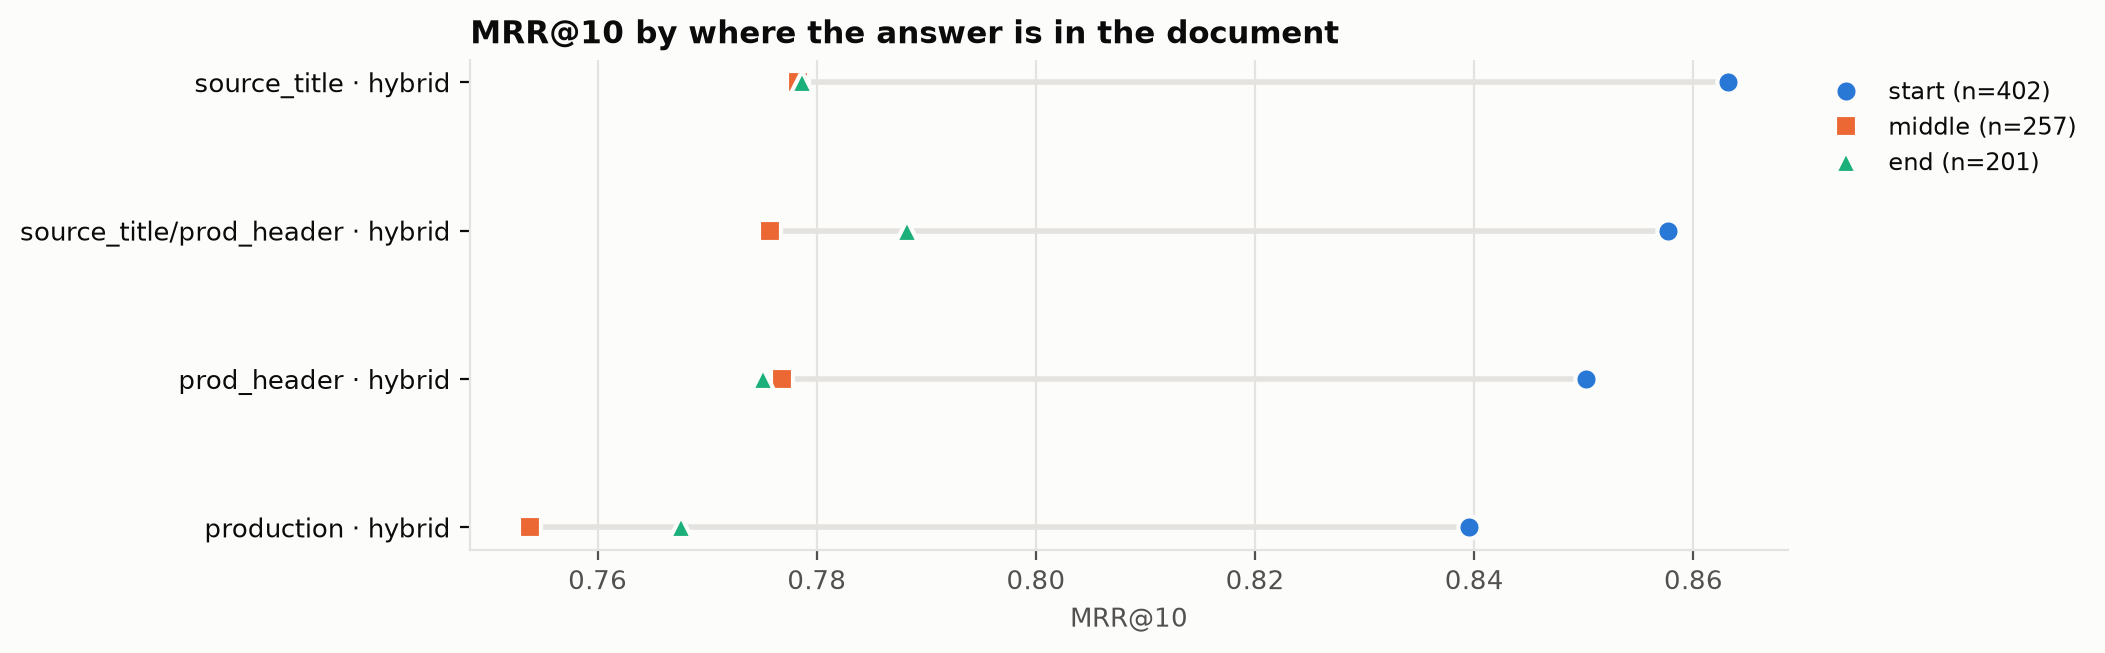 MRR@10 by where the answer is in the document
source_title · hybrid
source_title/prod_header · hybrid
prod_header · hybrid
production · hybrid
0.76 0.78 0.80 0.82 0.84 0.86
MRR@10
start (n=402)
middle (n=257)
end (n=201)